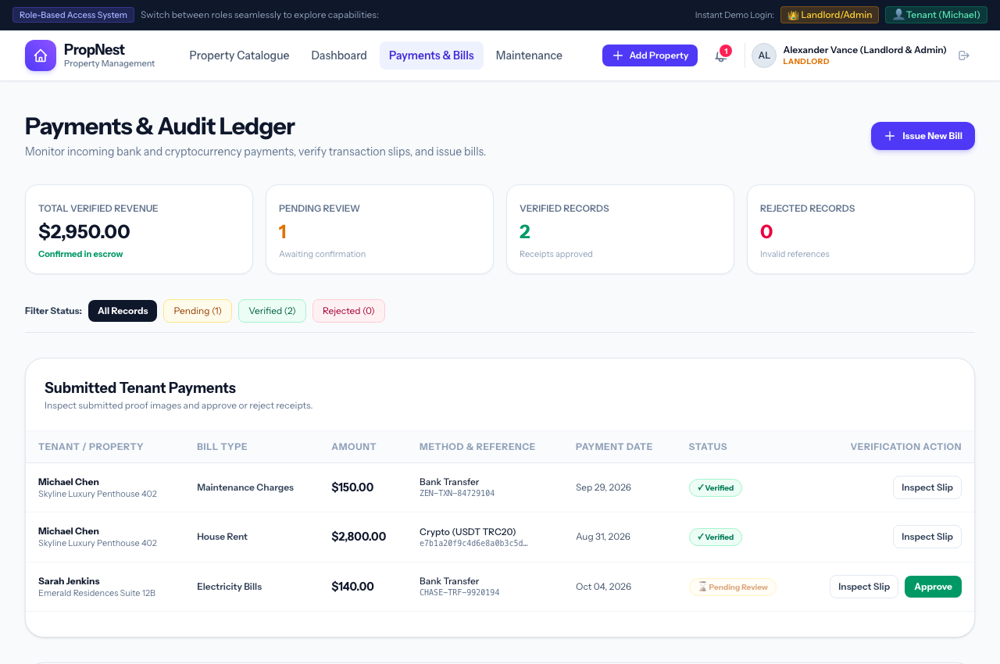 Role-Based Access System
Switch between roles seamlessly to explore capabilities:
Instant Demo Login:
👑 Landlord/Admin
👤 Tenant (Michael)
PropNest
Property Management
Property Catalogue
Dashboard
Payments & Bills
Maintenance
Add Property
1
AL
Alexander Vance (Landlord & Admin)
LANDLORD
Payments & Audit Ledger
Monitor incoming bank and cryptocurrency payments, verify transaction slips, and issue bills.
Issue New Bill
TOTAL VERIFIED REVENUE
$2,950.00
Confirmed in escrow
PENDING REVIEW
1
Awaiting confirmation
VERIFIED RECORDS
2
Receipts approved
REJECTED RECORDS
0
Invalid references
Filter Status:
All Records
Pending (1)
Verified (2)
Rejected (0)
Submitted Tenant Payments
Inspect submitted proof images and approve or reject receipts.
TENANT / PROPERTY BILL TYPE AMOUNT METHOD & REFERENCE PAYMENT DATE STATUS VERIFICATION ACTION
Michael Chen
Skyline Luxury Penthouse 402
Maintenance Charges
$150.00
Bank Transfer
ZEN-TXN-84729104
Sep 29, 2026
✓ Verified
Inspect Slip
Michael Chen
Skyline Luxury Penthouse 402
House Rent
$2,800.00
Crypto (USDT TRC20)
e7b1a20f9c4d6e8a0b3c5d…
Aug 31, 2026
✓ Verified
Inspect Slip
Sarah Jenkins
Emerald Residences Suite 12B
Electricity Bills
$140.00
Bank Transfer
CHASE-TRF-9920194
Oct 04, 2026
⌛ Pending Review
Inspect Slip
Approve